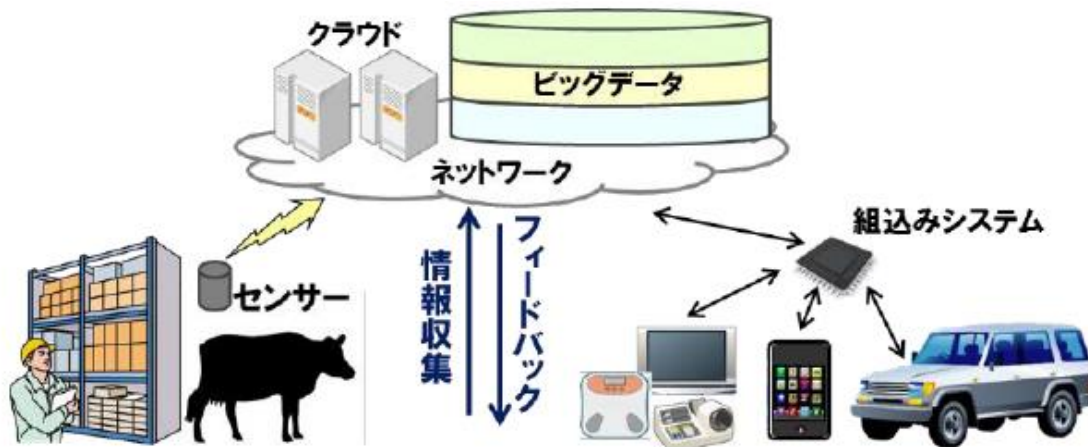 クラウド
ビッグデータ
ネットワーク
組込みシステム
センサー
情報収集
フィードバック